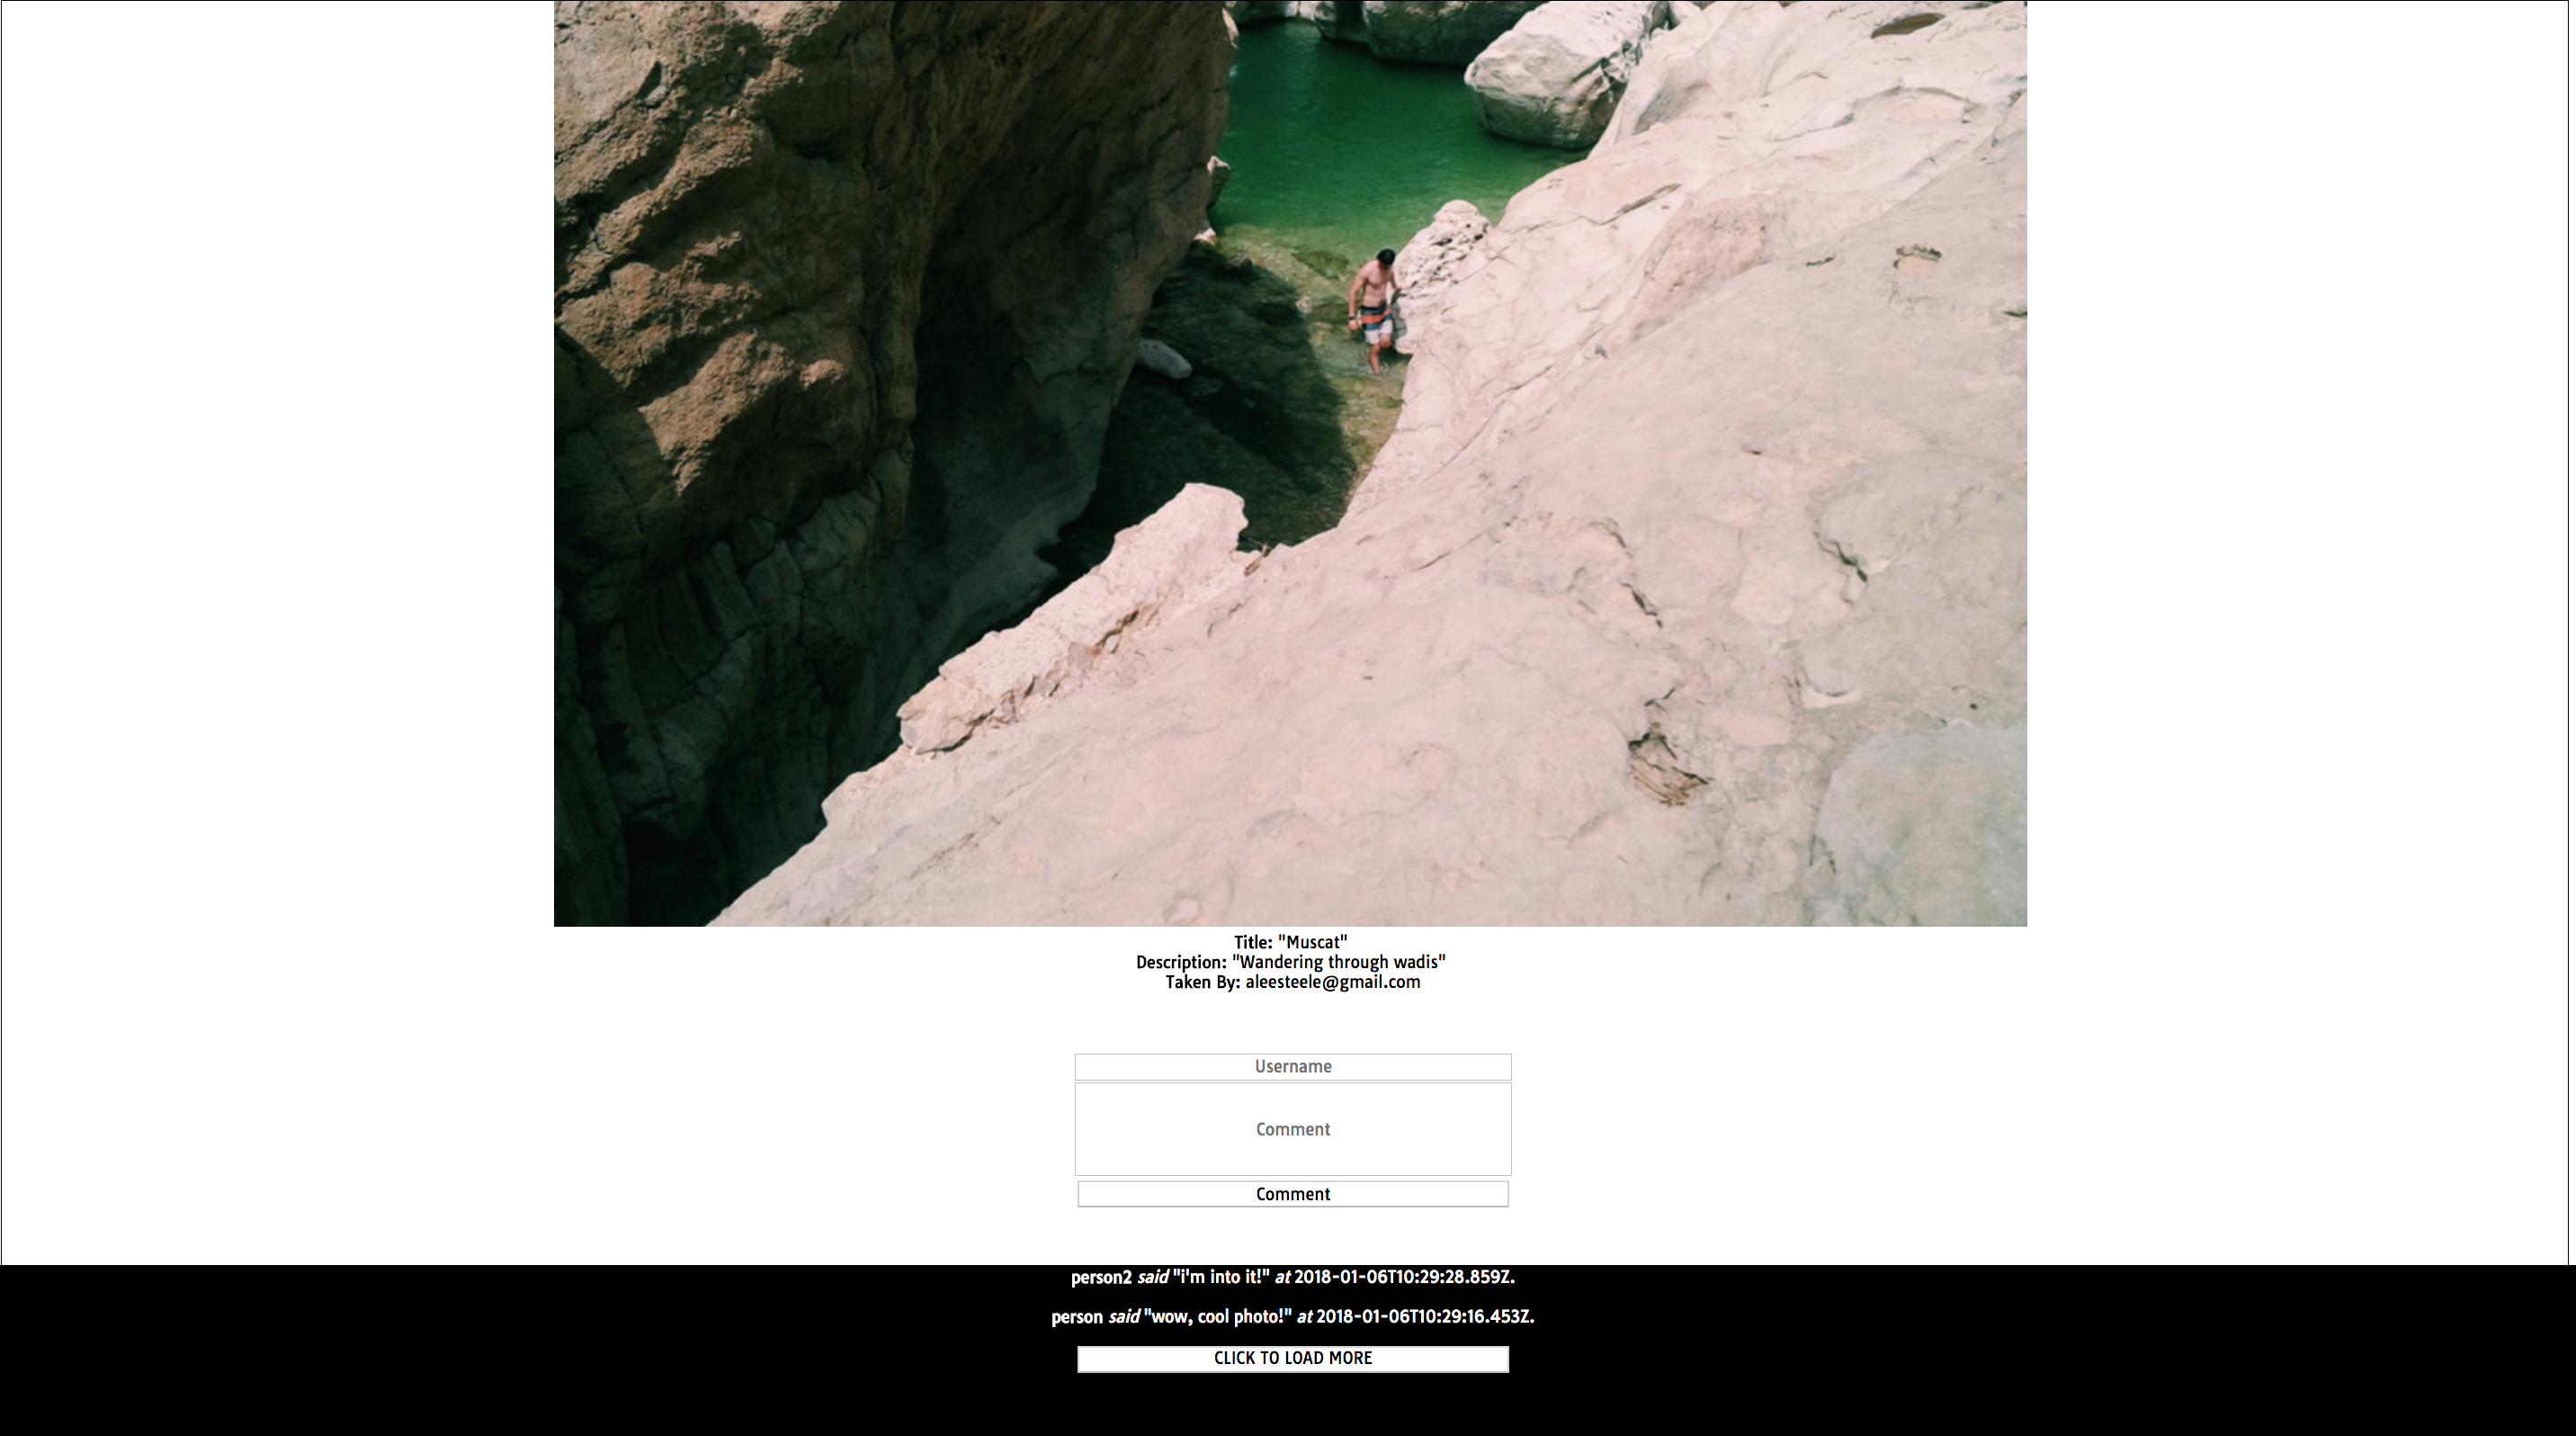 Title: "Muscat"
Description: "Wandering through wadis"
Taken By: aleesteele@gmail.com
Username
Comment
Comment
person2 said "i'm into it!" at 2018-01-06T10:29:28.859Z.
person said "wow, cool photo!" at 2018-01-06T10:29:16.453Z.
CLICK TO LOAD MORE